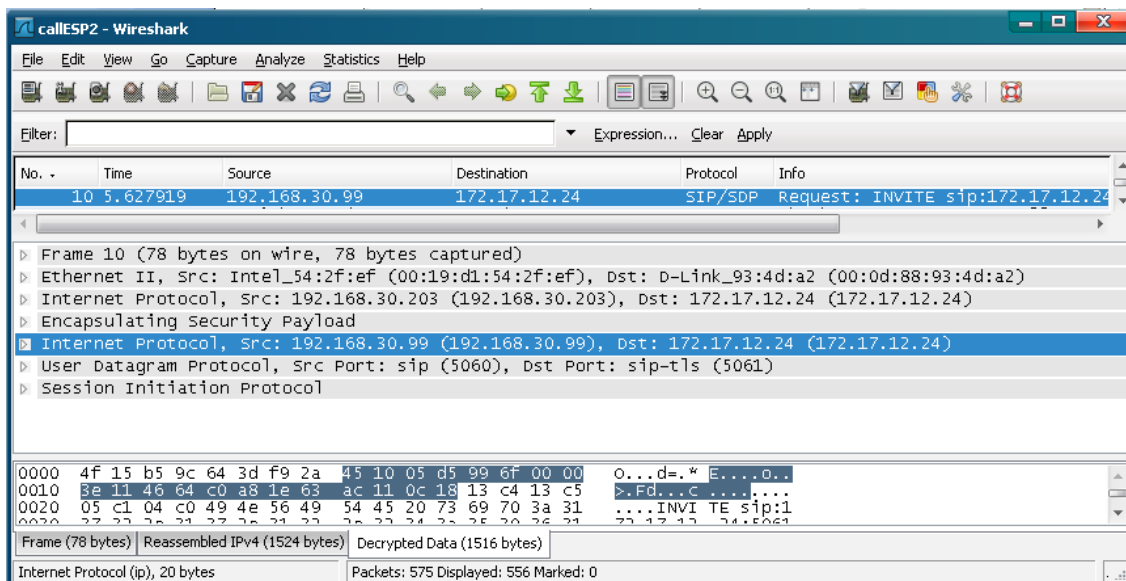 callESP2 - Wireshark
File Edit View Go Capture Analyze Statistics Help
Filter: Expression... Clear Apply
No. Time Source Destination Protocol Info
10 5.627919 192.168.30.99 172.17.12.24 SIP/SDP Request: INVITE sip:172.17.12.24
Frame 10 (78 bytes on wire, 78 bytes captured)
Ethernet II, Src: Intel_54:2f:ef (00:19:d1:54:2f:ef), Dst: D-Link_93:4d:a2 (00:0d:88:93:4d:a2)
Internet Protocol, Src: 192.168.30.203 (192.168.30.203), Dst: 172.17.12.24 (172.17.12.24)
Encapsulating Security Payload
Internet Protocol, Src: 192.168.30.99 (192.168.30.99), Dst: 172.17.12.24 (172.17.12.24)
User Datagram Protocol, Src Port: sip (5060), Dst Port: sip-tls (5061)
Session Initiation Protocol
0000 4f 15 b5 9c 64 3d f9 2a 45 10 05 d5 99 6f 00 00 O...d=.* E....o..
0010 3e 11 46 64 c0 a8 1e 63 ac 11 0c 18 13 c4 13 c5 >.Fd...c ........
0020 05 c1 04 c0 49 4e 56 49 54 45 20 73 69 70 3a 31 ....INVI TE sip:1
Frame (78 bytes) Reassembled IPv4 (1524 bytes) Decrypted Data (1516 bytes)
Internet Protocol (ip), 20 bytes Packets: 575 Displayed: 556 Marked: 0